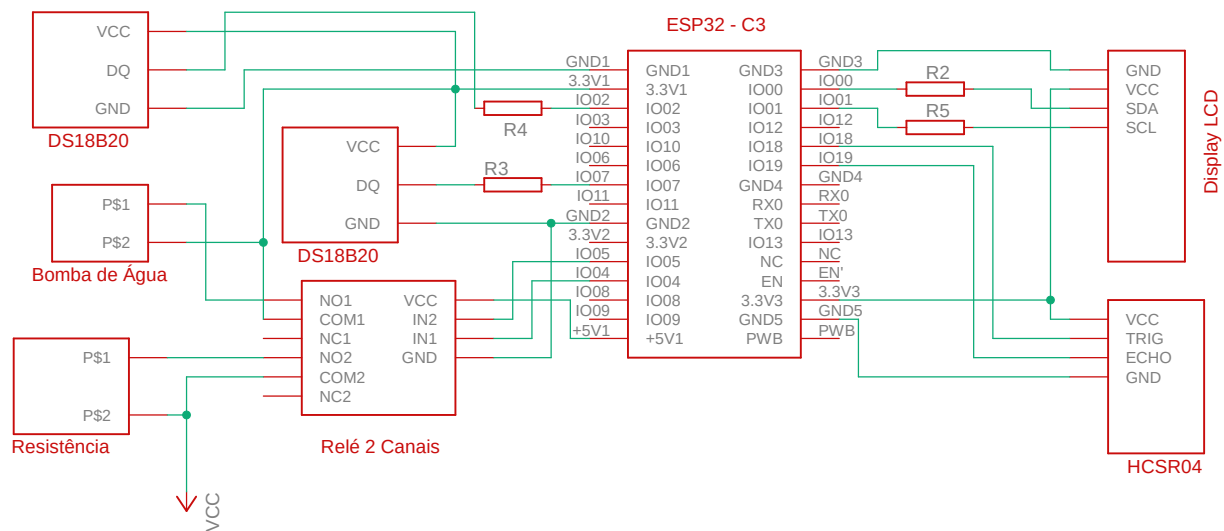 ESP32 - C3
VCC
DQ
GND
DS18B20
R4
VCC
DQ
GND
DS18B20
R3
P$1
P$2
Bomba de Água
P$1
P$2
Resistência
VCC
NO1
COM1
NC1
NO2
COM2
NC2
VCC
IN2
IN1
GND
Relé 2 Canais
GND1
3.3V1
IO02
IO03
IO10
IO06
IO07
IO11
GND2
3.3V2
IO05
IO04
IO08
IO09
+5V1
GND1
3.3V1
IO02
IO03
IO10
IO06
IO07
IO11
GND2
3.3V2
IO05
IO04
IO08
IO09
+5V1
GND3
IO00
IO01
IO12
IO18
IO19
GND4
RX0
TX0
IO13
NC
EN
3.3V3
GND5
PWB
GND3
IO00
IO01
IO12
IO18
IO19
GND4
RX0
TX0
IO13
NC
EN'
3.3V3
GND5
PWB
R2
R5
GND
VCC
SDA
SCL
Display LCD
VCC
TRIG
ECHO
GND
HCSR04